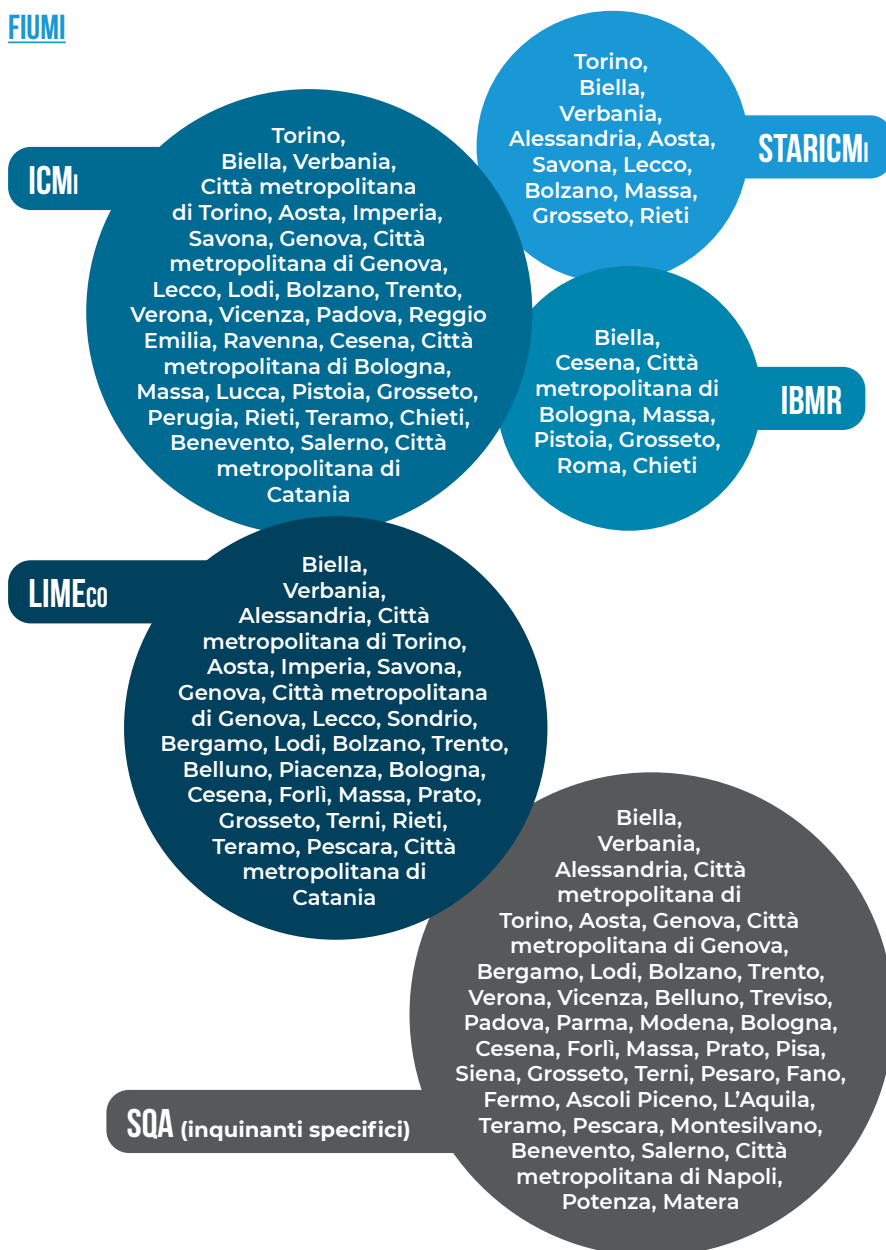 FIUMI
ICMi
Torino,
Biella, Verbania,
Città metropolitana
di Torino, Aosta, Imperia,
Savona, Genova, Città
metropolitana di Genova,
Lecco, Lodi, Bolzano, Trento,
Verona, Vicenza, Padova, Reggio
Emilia, Ravenna, Cesena, Città
metropolitana di Bologna,
Massa, Lucca, Pistoia, Grosseto,
Perugia, Rieti, Teramo, Chieti,
Benevento, Salerno, Città
metropolitana di
Catania
STARICMi
Torino,
Biella,
Verbania,
Alessandria, Aosta,
Savona, Lecco,
Bolzano, Massa,
Grosseto, Rieti
IBMR
Biella,
Cesena, Città
metropolitana di
Bologna, Massa,
Pistoia, Grosseto,
Roma, Chieti
LIMECO
Biella,
Verbania,
Alessandria, Città
metropolitana di Torino,
Aosta, Imperia, Savona,
Genova, Città metropolitana
di Genova, Lecco, Sondrio,
Bergamo, Lodi, Bolzano, Trento,
Belluno, Piacenza, Bologna,
Cesena, Forlì, Massa, Prato,
Grosseto, Terni, Rieti,
Teramo, Pescara, Città
metropolitana di
Catania
SQA (inquinanti specifici)
Biella,
Verbania,
Alessandria, Città
metropolitana di
Torino, Aosta, Genova, Città
metropolitana di Genova,
Bergamo, Lodi, Bolzano, Trento,
Verona, Vicenza, Belluno, Treviso,
Padova, Parma, Modena, Bologna,
Cesena, Forlì, Massa, Prato, Pisa,
Siena, Grosseto, Terni, Pesaro, Fano,
Fermo, Ascoli Piceno, L'Aquila,
Teramo, Pescara, Montesilvano,
Benevento, Salerno, Città
metropolitana di Napoli,
Potenza, Matera